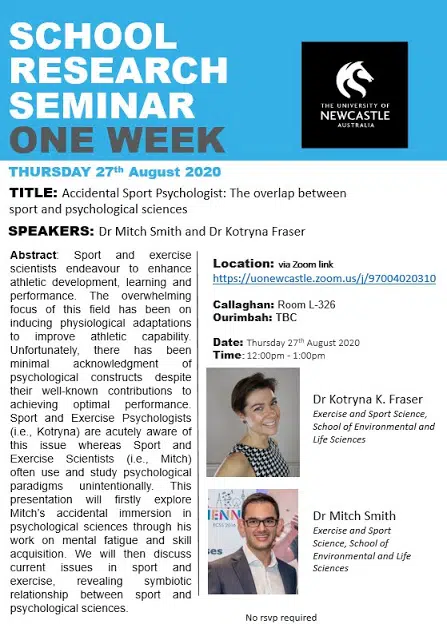 SCHOOL
RESEARCH
SEMINAR
ONE WEEK
THE UNIVERSITY OF
NEWCASTLE
AUSTRALIA
THURSDAY 27th August 2020
TITLE: Accidental Sport Psychologist: The overlap between
sport and psychological sciences
SPEAKERS: Dr Mitch Smith and Dr Kotryna Fraser
Abstract: Sport and exercise
scientists endeavour to enhance
athletic development, learning and
performance. The overwhelming
focus of this field has been on
inducing physiological adaptations
to improve athletic capability.
Unfortunately, there has been
minimal acknowledgment of
psychological constructs despite
their well-known contributions to
achieving optimal performance.
Sport and Exercise Psychologists
(i.e., Kotryna) are acutely aware of
this issue whereas Sport and
Exercise Scientists (i.e., Mitch)
often use and study psychological
paradigms unintentionally. This
presentation will firstly explore
Mitch's accidental immersion in
psychological sciences through his
work on mental fatigue and skill
acquisition. We will then discuss
current issues in sport and
exercise, revealing symbiotic
relationship between sport and
psychological sciences.
Location: via Zoom link
https://uonewcastle.zoom.us/j/97004020310
Callaghan: Room L-326
Ourimbah: TBC
Date: Thursday 27th August 2020
Time: 12:00pm - 1:00pm
Dr Kotryna K. Fraser
Exercise and Sport Science,
School of Environmental and
Life Sciences
Dr Mitch Smith
Exercise and Sport
Science, School of
Environmental and Life
Sciences
No rsvp required